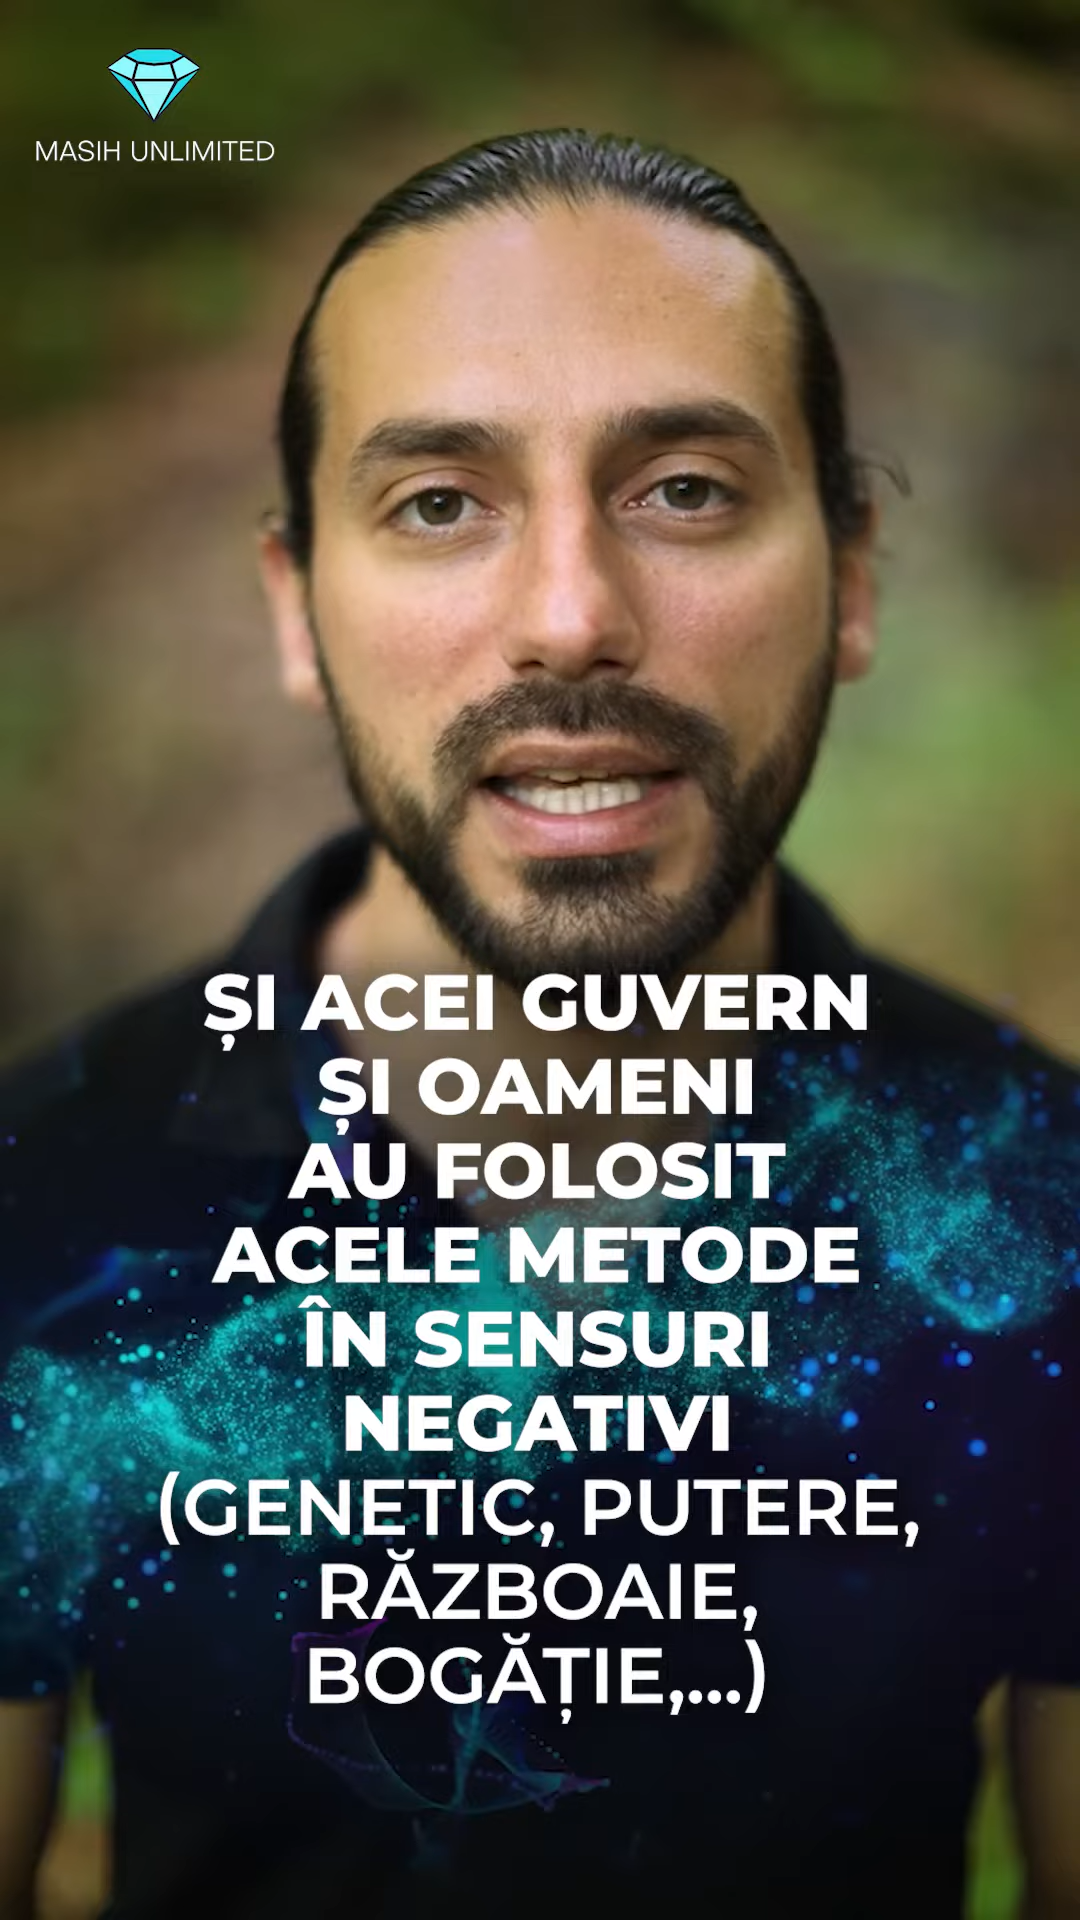 MASIH UNLIMITED
ȘI ACEI GUVERN
ȘI OAMENI
AU FOLOSIT
ACELE METODE
ÎN SENSURI
NEGATIVI
(GENETIC, PUTERE,
RĂZBOAIE,
BOGĂȚIE,...)